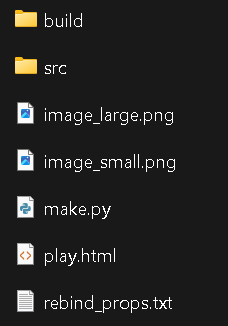 build
src
image_large.png
image_small.png
make.py
play.html
rebind_props.txt